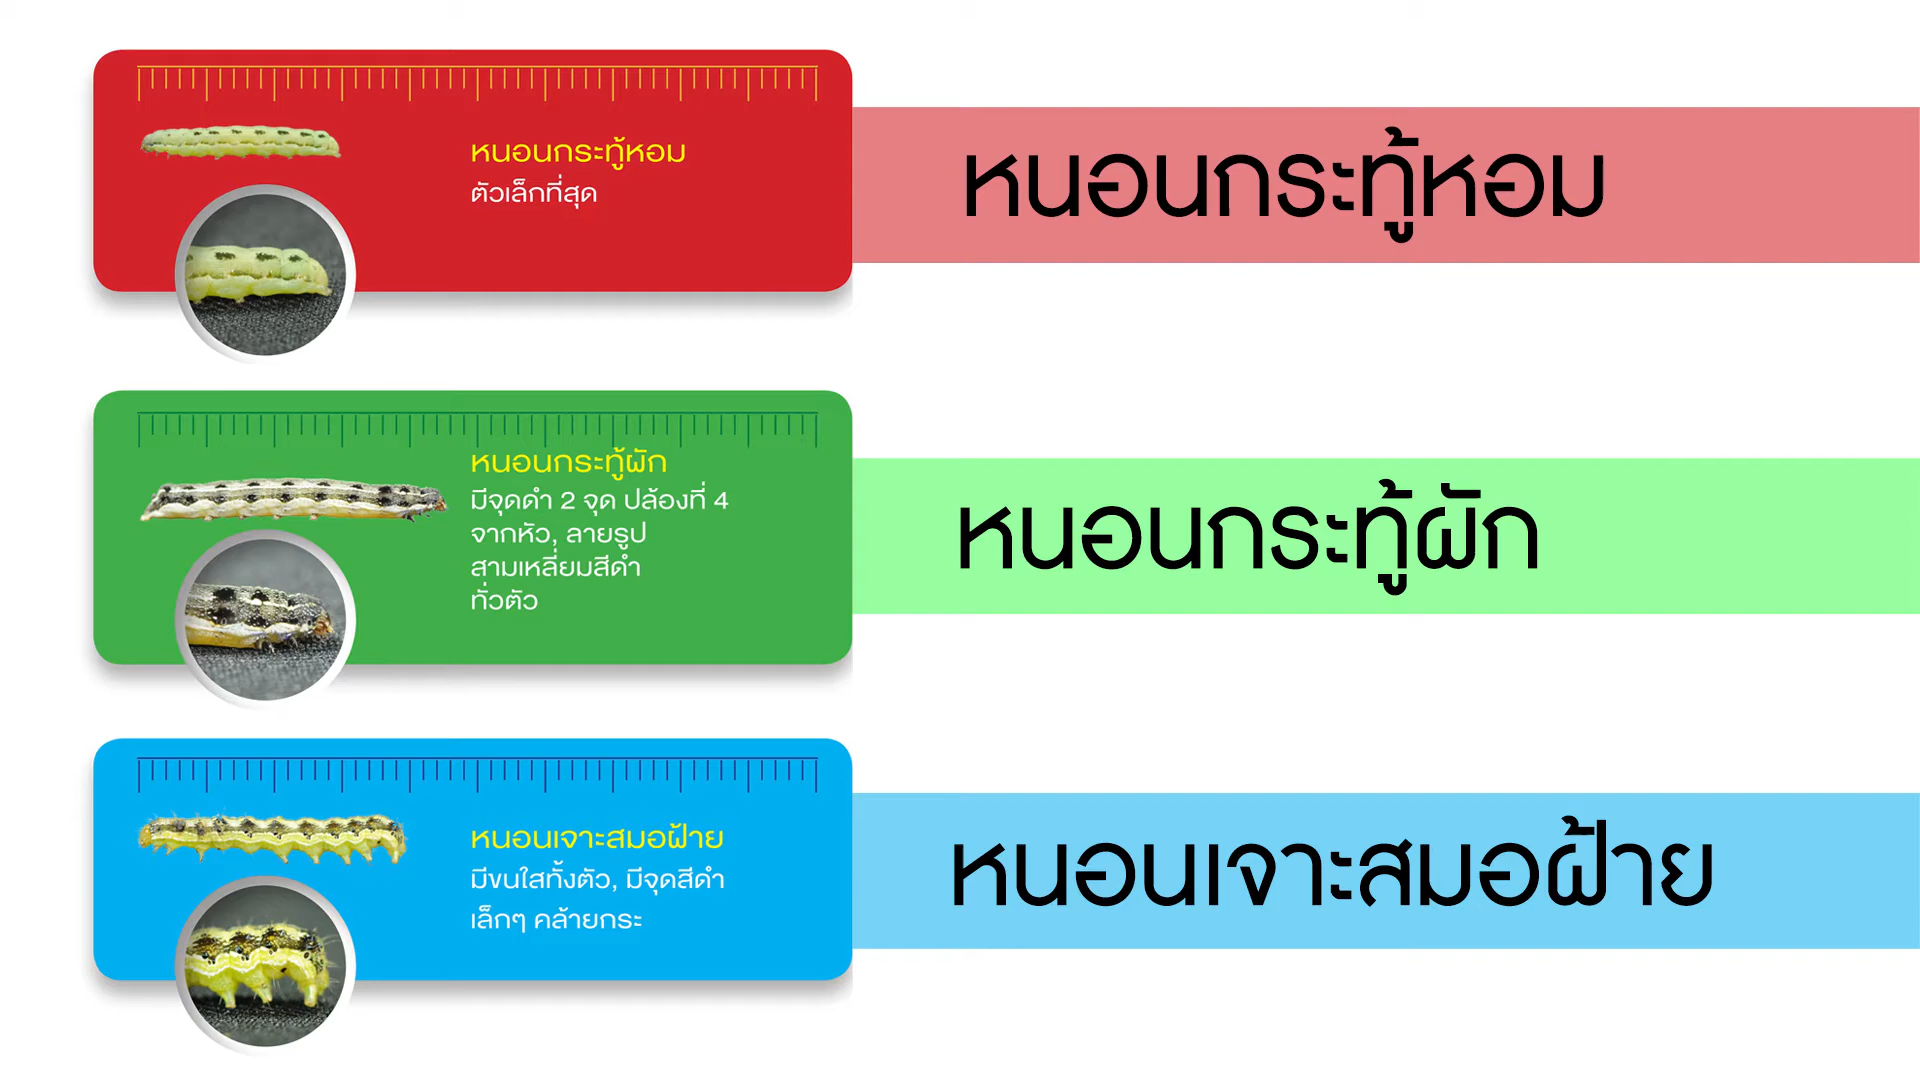 หนอนกระทู้หอม
ตัวเล็กที่สุด
หนอนกระทู้หอม
หนอนกระทู้ผัก
มีจุดดำ 2 จุด ปล้องที่ 4
จากหัว, ลายรูป
สามเหลี่ยมสีดำ
ทั่วตัว
หนอนกระทู้ผัก
หนอนเจาะสมอฝ้าย
มีขนใสทั้งตัว, มีจุดสีดำ
เล็กๆ คล้ายกระ
หนอนเจาะสมอฝ้าย